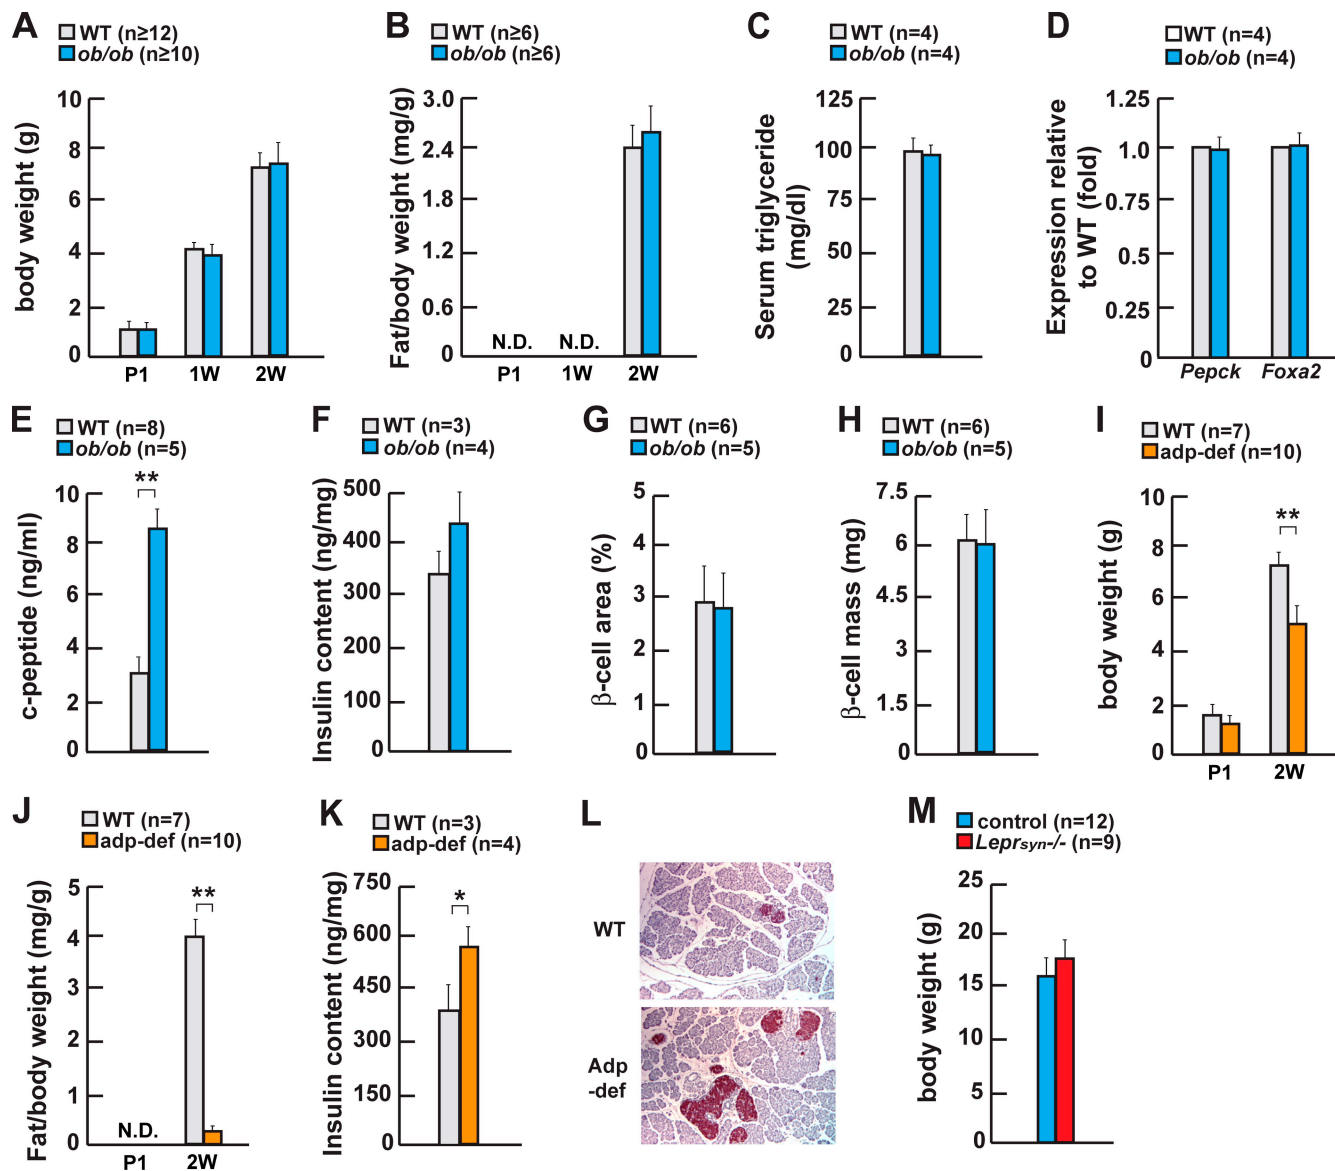 A
WT (n≥12)
ob/ob (n≥10)
body weight (g)
10
8
6
4
2
0
P1 1W 2W
B
WT (n≥6)
ob/ob (n≥6)
Fat/body weight (mg/g)
3.0
2.4
1.8
1.2
0.6
0
N.D. N.D.
P1 1W 2W
C
WT (n=4)
ob/ob (n=4)
Serum triglyceride
(mg/dl)
125
100
75
50
25
0
D
WT (n=4)
ob/ob (n=4)
Expression relative
to WT (fold)
1.25
1.0
0.75
0.5
0.25
0
Pepck Foxa2
E
WT (n=8)
ob/ob (n=5)
**
c-peptide (ng/ml)
10
8
6
4
2
0
F
WT (n=3)
ob/ob (n=4)
Insulin content (ng/mg)
500
400
300
200
100
0
G
WT (n=6)
ob/ob (n=5)
β-cell area (%)
5
4
3
2
1
0
H
WT (n=6)
ob/ob (n=5)
β-cell mass (mg)
7.5
6
4.5
3
1.5
0
I
WT (n=7)
adp-def (n=10)
**
body weight (g)
10
8
6
4
2
0
P1 2W
J
WT (n=7)
adp-def (n=10)
**
Fat/body weight (mg/g)
5
4
3
2
1
0
N.D.
P1 2W
K
WT (n=3)
adp-def (n=4)
*
Insulin content (ng/mg)
750
600
450
300
150
0
L
WT
Adp
-def
M
control (n=12)
Leprsyn-/- (n=9)
body weight (g)
25
20
15
10
5
0